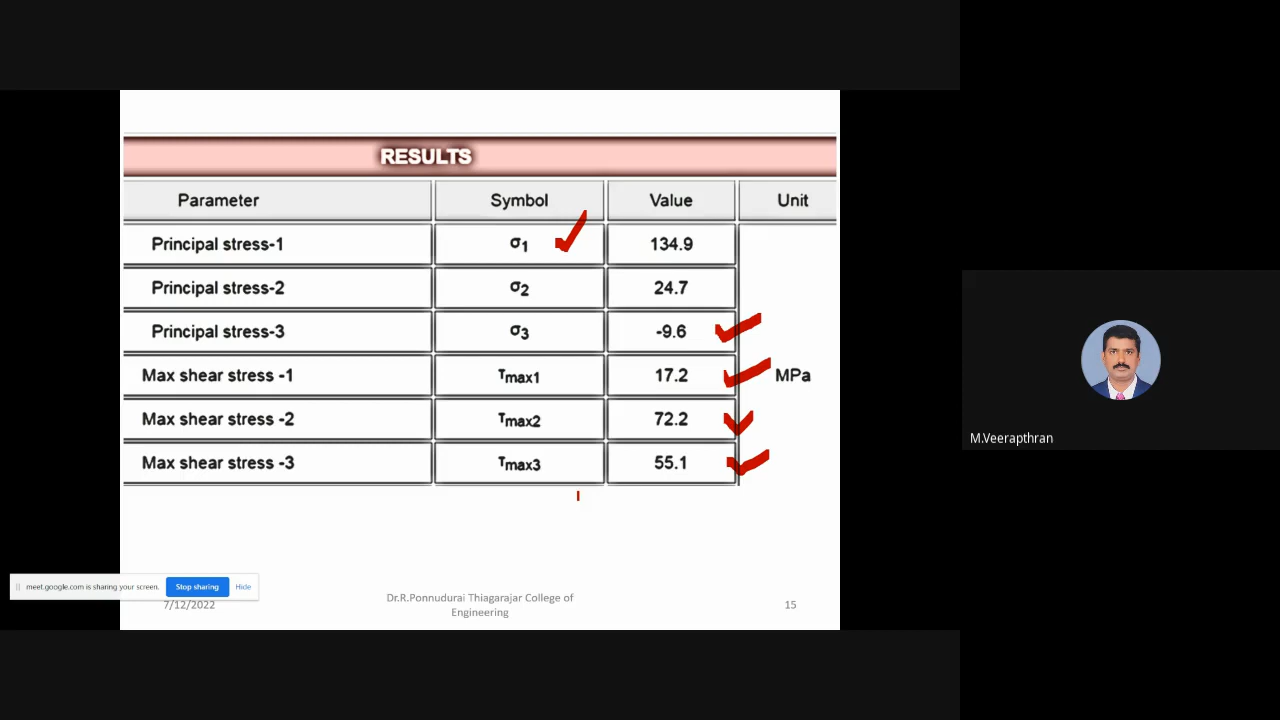 RESULTS
Parameter Symbol Value Unit
Principal stress-1 σ1 134.9
Principal stress-2 σ2 24.7
Principal stress-3 σ3 -9.6
Max shear stress -1 τmax1 17.2 MPa
Max shear stress -2 τmax2 72.2
Max shear stress -3 τmax3 55.1
M.Veerapthran
meet.google.com is sharing your screen. Stop sharing Hide
7/12/2022
Dr.R.Ponnudurai Thiagarajar College of
Engineering
15